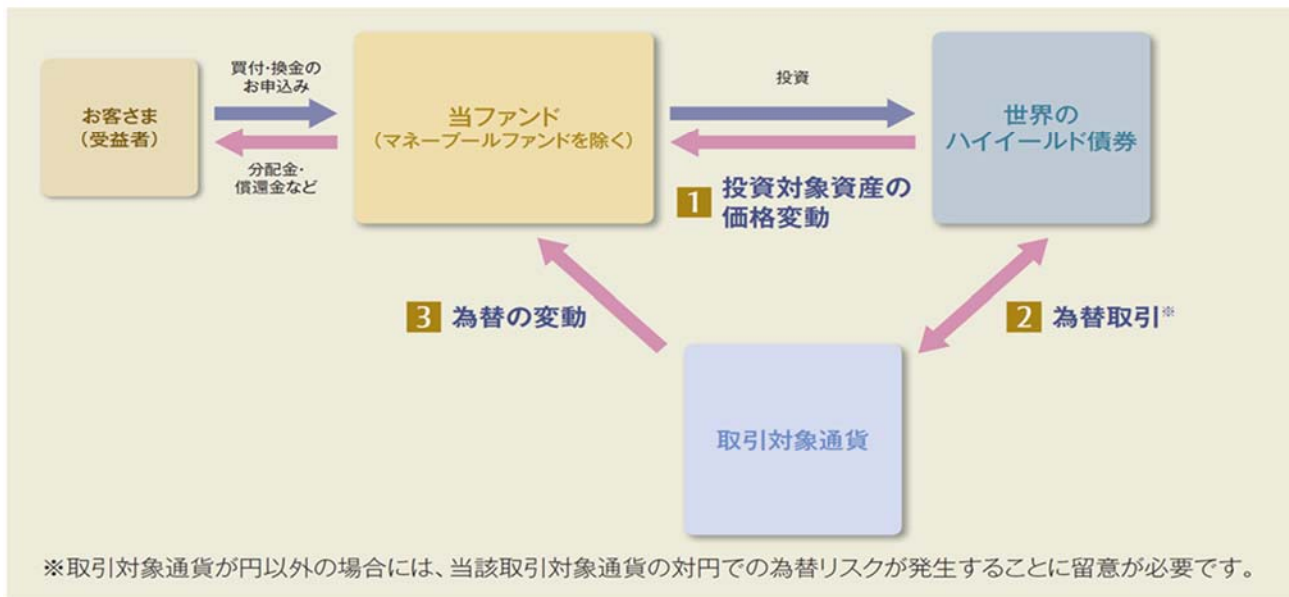 お客さま
(受益者)
買付・換金の
お申込み
分配金・
償還金など
当ファンド
(マネープールファンドを除く)
投資
1 投資対象資産の
価格変動
世界の
ハイイールド債券
3 為替の変動
2 為替取引※
取引対象通貨
※取引対象通貨が円以外の場合には、当該取引対象通貨の対円での為替リスクが発生することに留意が必要です。